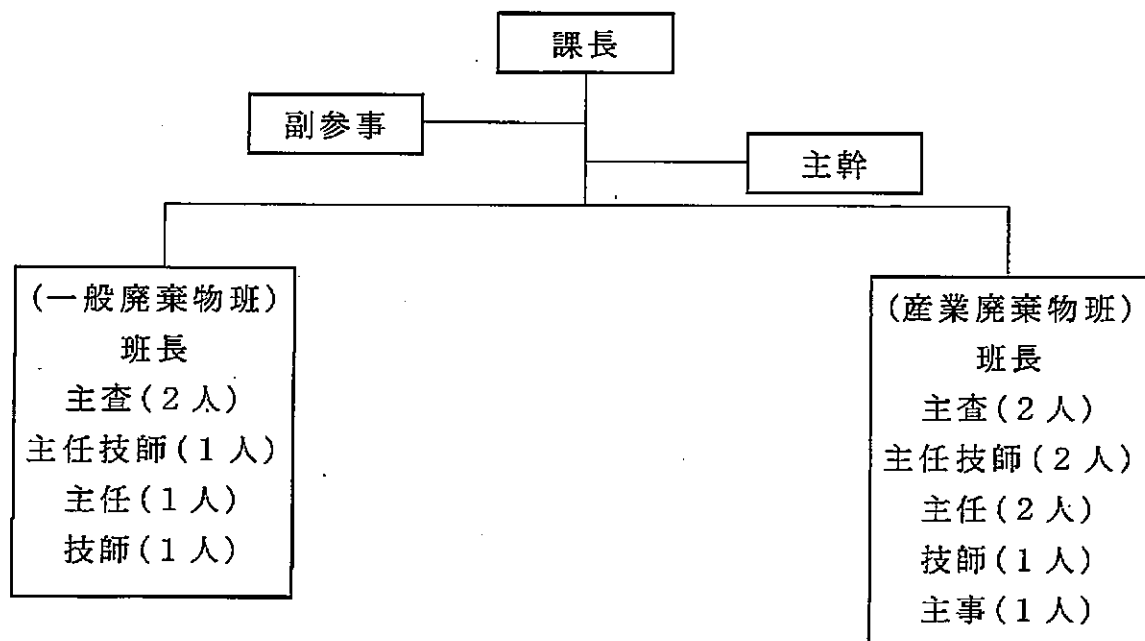 課長
副参事
主幹
(一般廃棄物班)
班長
主査(2人)
主任技師(1人)
主任(1人)
技師(1人)
(産業廃棄物班)
班長
主査(2人)
主任技師(2人)
主任(2人)
技師(1人)
主事(1人)